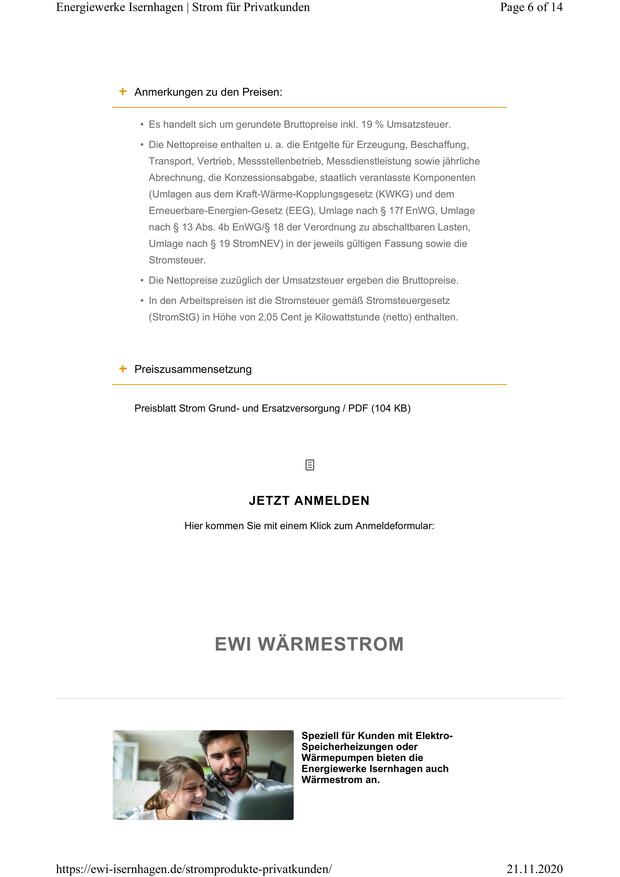 Energiewerke Isernhagen | Strom für Privatkunden
Page 6 of 14
+ Anmerkungen zu den Preisen:
• Es handelt sich um gerundete Bruttopreise inkl. 19 % Umsatzsteuer.
• Die Nettopreise enthalten u. a. die Entgelte für Erzeugung, Beschaffung,
Transport, Vertrieb, Messstellenbetrieb, Messdienstleistung sowie jährliche
Abrechnung, die Konzessionsabgabe, staatlich veranlasste Komponenten
(Umlagen aus dem Kraft-Wärme-Kopplungsgesetz (KWKG) und dem
Erneuerbare-Energien-Gesetz (EEG), Umlage nach § 17f EnWG, Umlage
nach § 13 Abs. 4b EnWG/§ 18 der Verordnung zu abschaltbaren Lasten,
Umlage nach § 19 StromNEV) in der jeweils gültigen Fassung sowie die
Stromsteuer.
• Die Nettopreise zuzüglich der Umsatzsteuer ergeben die Bruttopreise.
• In den Arbeitspreisen ist die Stromsteuer gemäß Stromsteuergesetz
(StromStG) in Höhe von 2,05 Cent je Kilowattstunde (netto) enthalten.
+ Preiszusammensetzung
Preisblatt Strom Grund- und Ersatzversorgung / PDF (104 KB)
JETZT ANMELDEN
Hier kommen Sie mit einem Klick zum Anmeldeformular:
EWI WÄRMESTROM
Speziell für Kunden mit Elektro-
Speicherheizungen oder
Wärmepumpen bieten die
Energiewerke Isernhagen auch
Wärmestrom an.
https://ewi-isernhagen.de/stromprodukte-privatkunden/
21.11.2020